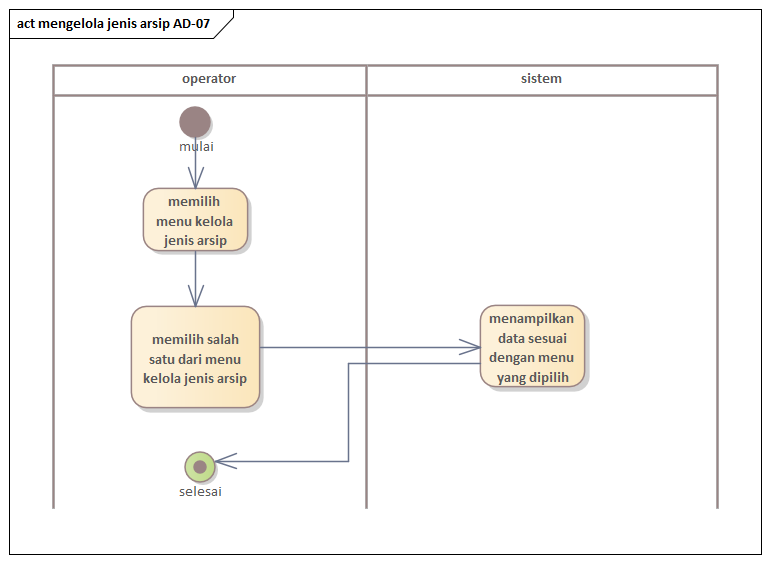 act mengelola jenis arsip AD-07
operator
sistem
mulai
memilih
menu kelola
jenis arsip
memilih salah
satu dari menu
kelola jenis arsip
menampilkan
data sesuai
dengan menu
yang dipilih
selesai